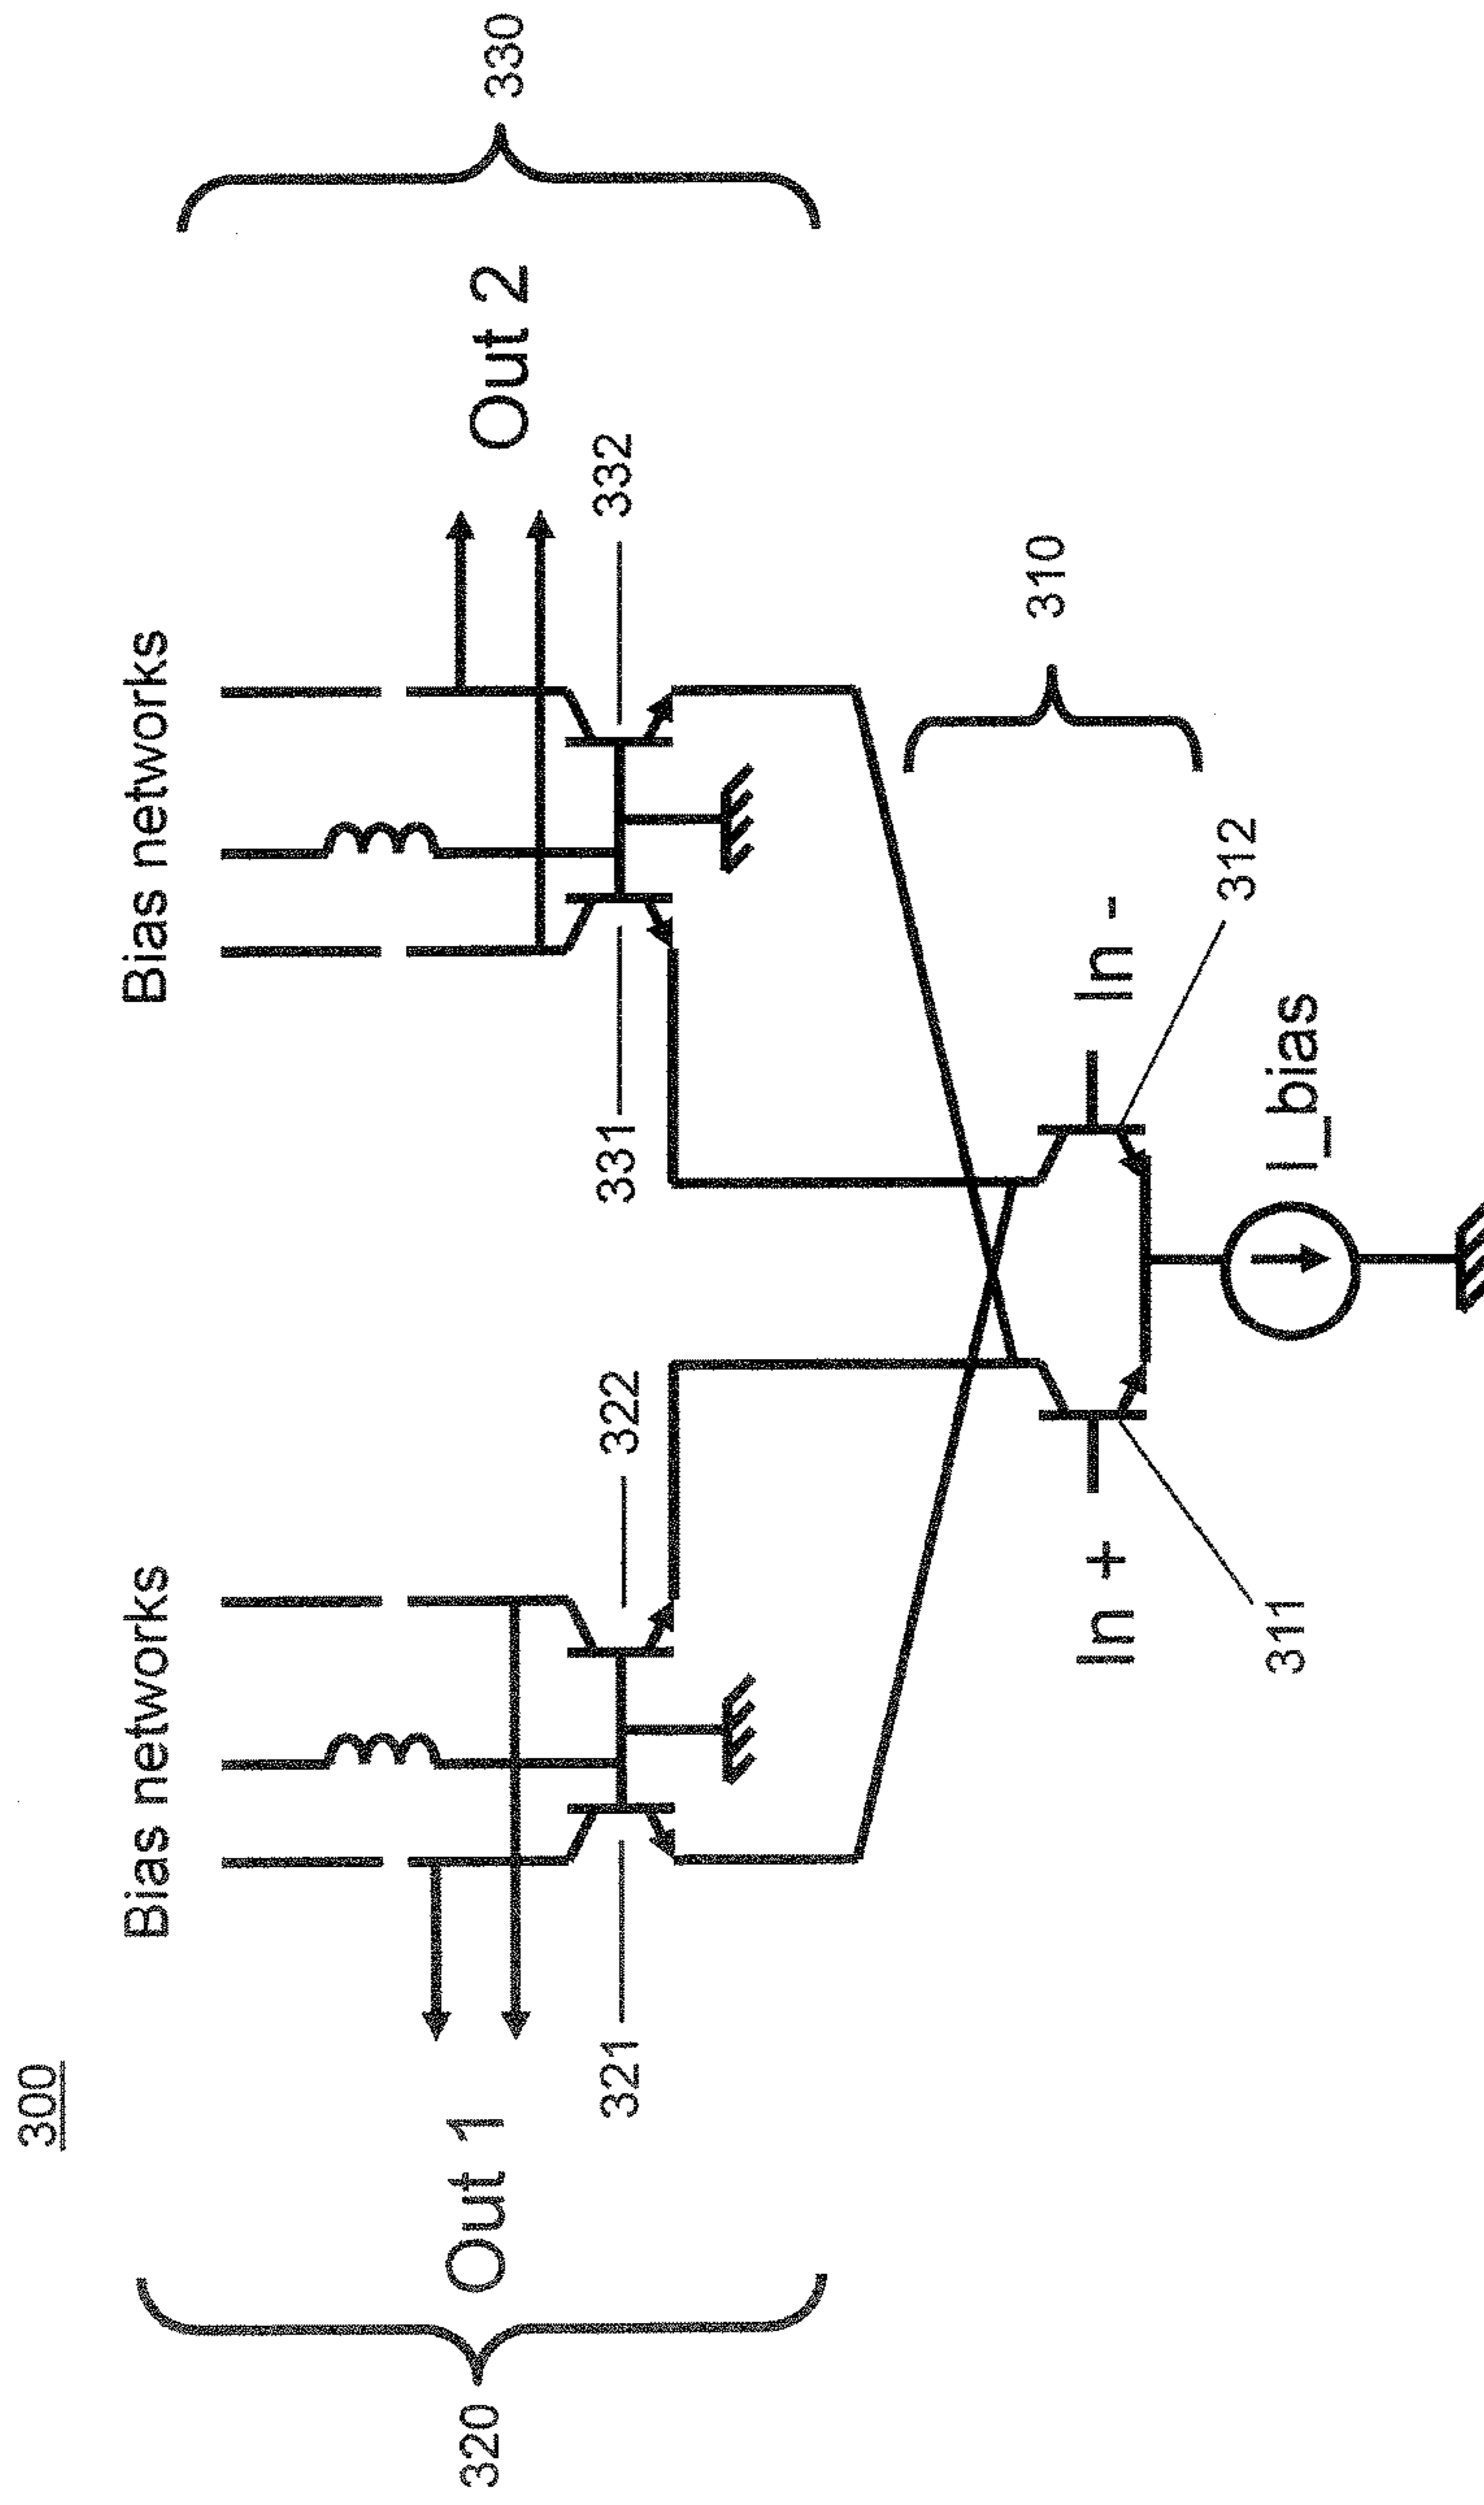 300
Bias networks
Bias networks
320
Out 1
Out 2
330
321
322
331
332
310
In +
In -
311
312
I_bias